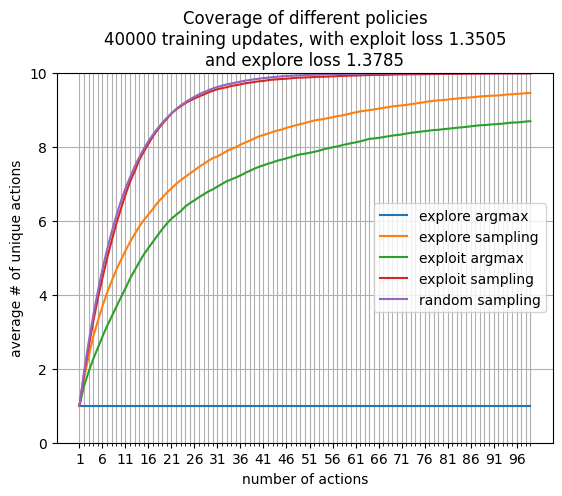 Coverage of different policies
40000 training updates, with exploit loss 1.3505
and explore loss 1.3785
average # of unique actions
10
8
6
4
2
0
explore argmax
explore sampling
exploit argmax
exploit sampling
random sampling
1 6 11 16 21 26 31 36 41 46 51 56 61 66 71 76 81 86 91 96
number of actions